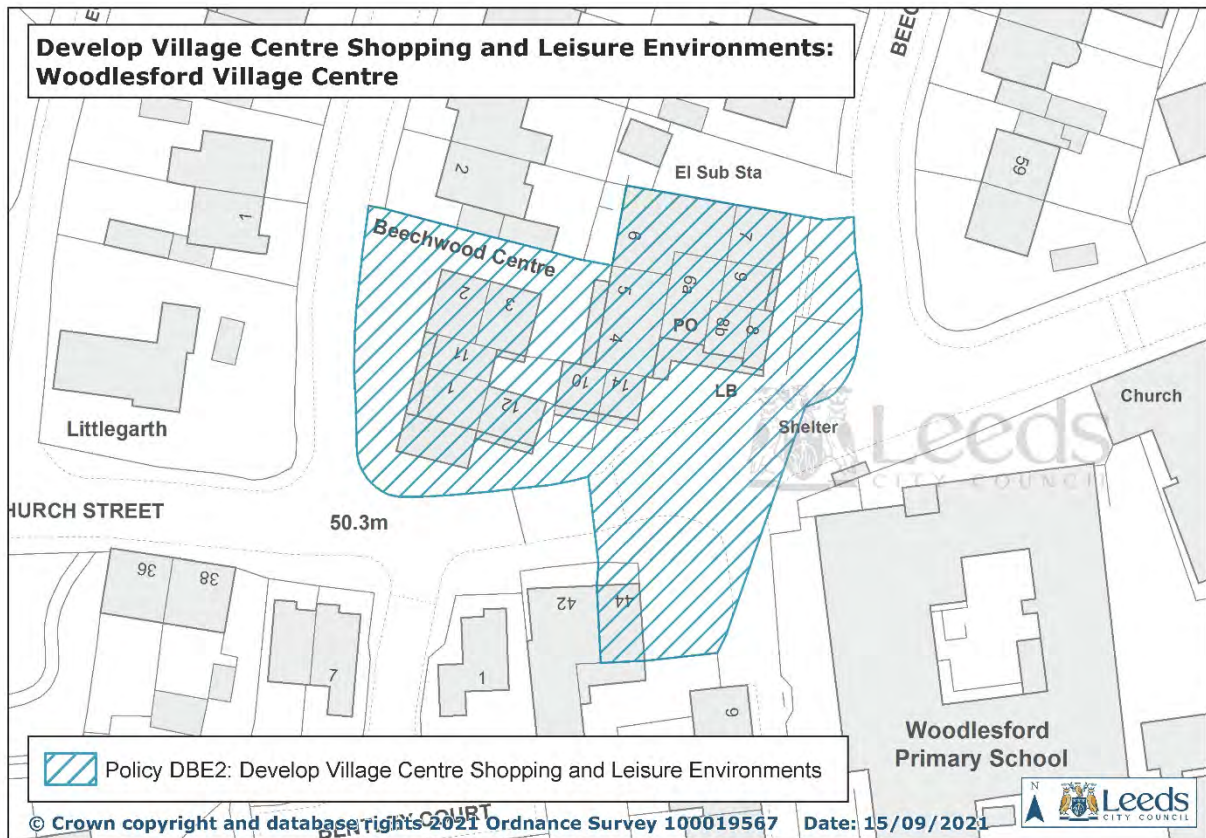 Develop Village Centre Shopping and Leisure Environments:
Woodlesford Village Centre
2
El Sub Sta
59
1
Beechwood Centre
6
7
2
3
5
6a
9
4
PO
8b
8
11
1
10
14
12
LB
Shelter
Church
Leeds
CITY COUNCIL
Littlegarth
HURCH STREET
50.3m
36
38
42
44
7
1
9
Woodlesford
Primary School
Policy DBE2: Develop Village Centre Shopping and Leisure Environments
N
Leeds
CITY COUNCIL
© Crown copyright and database rights 2021 Ordnance Survey 100019567 Date: 15/09/2021